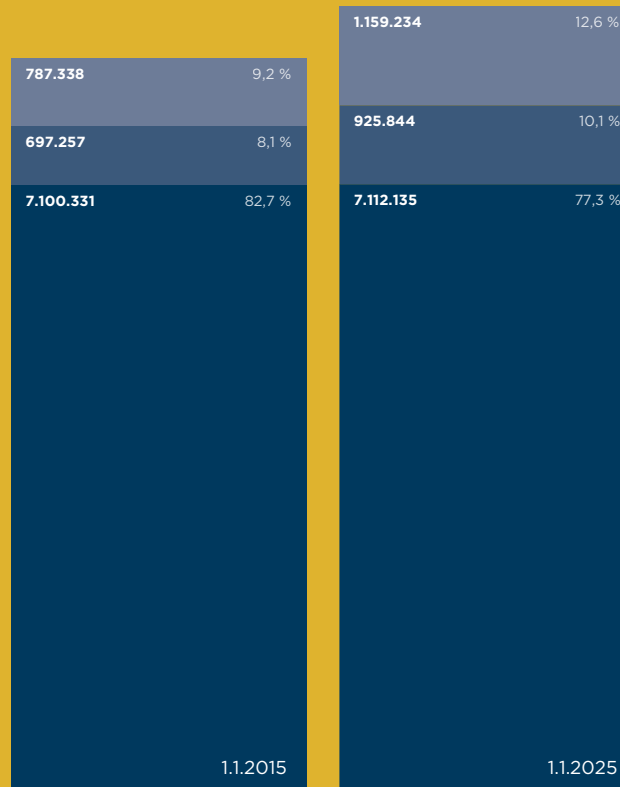 1.159.234 12,6 %
787.338 9,2 %
925.844 10,1 %
697.257 8,1 %
7.100.331 82,7 %
7.112.135 77,3 %
1.1.2015
1.1.2025